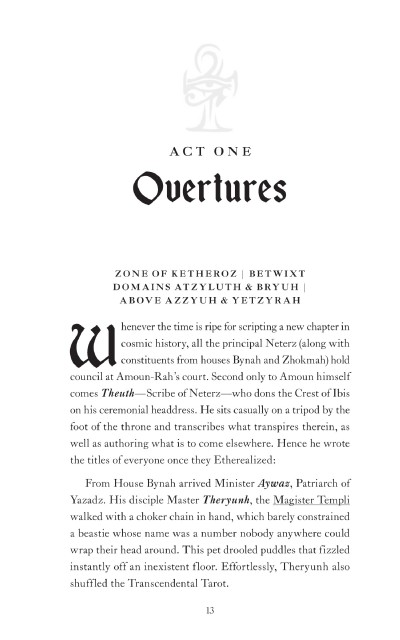 ACT ONE
Overtures
ZONE OF KETHEROZ | BETWIXT
DOMAINS ATZYLUTH & BRYUH |
ABOVE AZZYUH & YETZYRAH
Whenever the time is ripe for scripting a new chapter in
cosmic history, all the principal Neterz (along with
constituents from houses Bynah and Zhokmah) hold
council at Amoun-Rah's court. Second only to Amoun himself
comes Theuth—Scribe of Neterz—who dons the Crest of Ibis
on his ceremonial headdress. He sits casually on a tripod by the
foot of the throne and transcribes what transpires therein, as
well as authoring what is to come elsewhere. Hence he wrote
the titles of everyone once they Etherealized:
From House Bynah arrived Minister Aywaz, Patriarch of
Yazadz. His disciple Master Theryunh, the Magister Templi
walked with a choker chain in hand, which barely constrained
a beastie whose name was a number nobody anywhere could
wrap their head around. This pet drooled puddles that fizzled
instantly off an inexistent floor. Effortlessly, Theryunh also
shuffled the Transcendental Tarot.
13